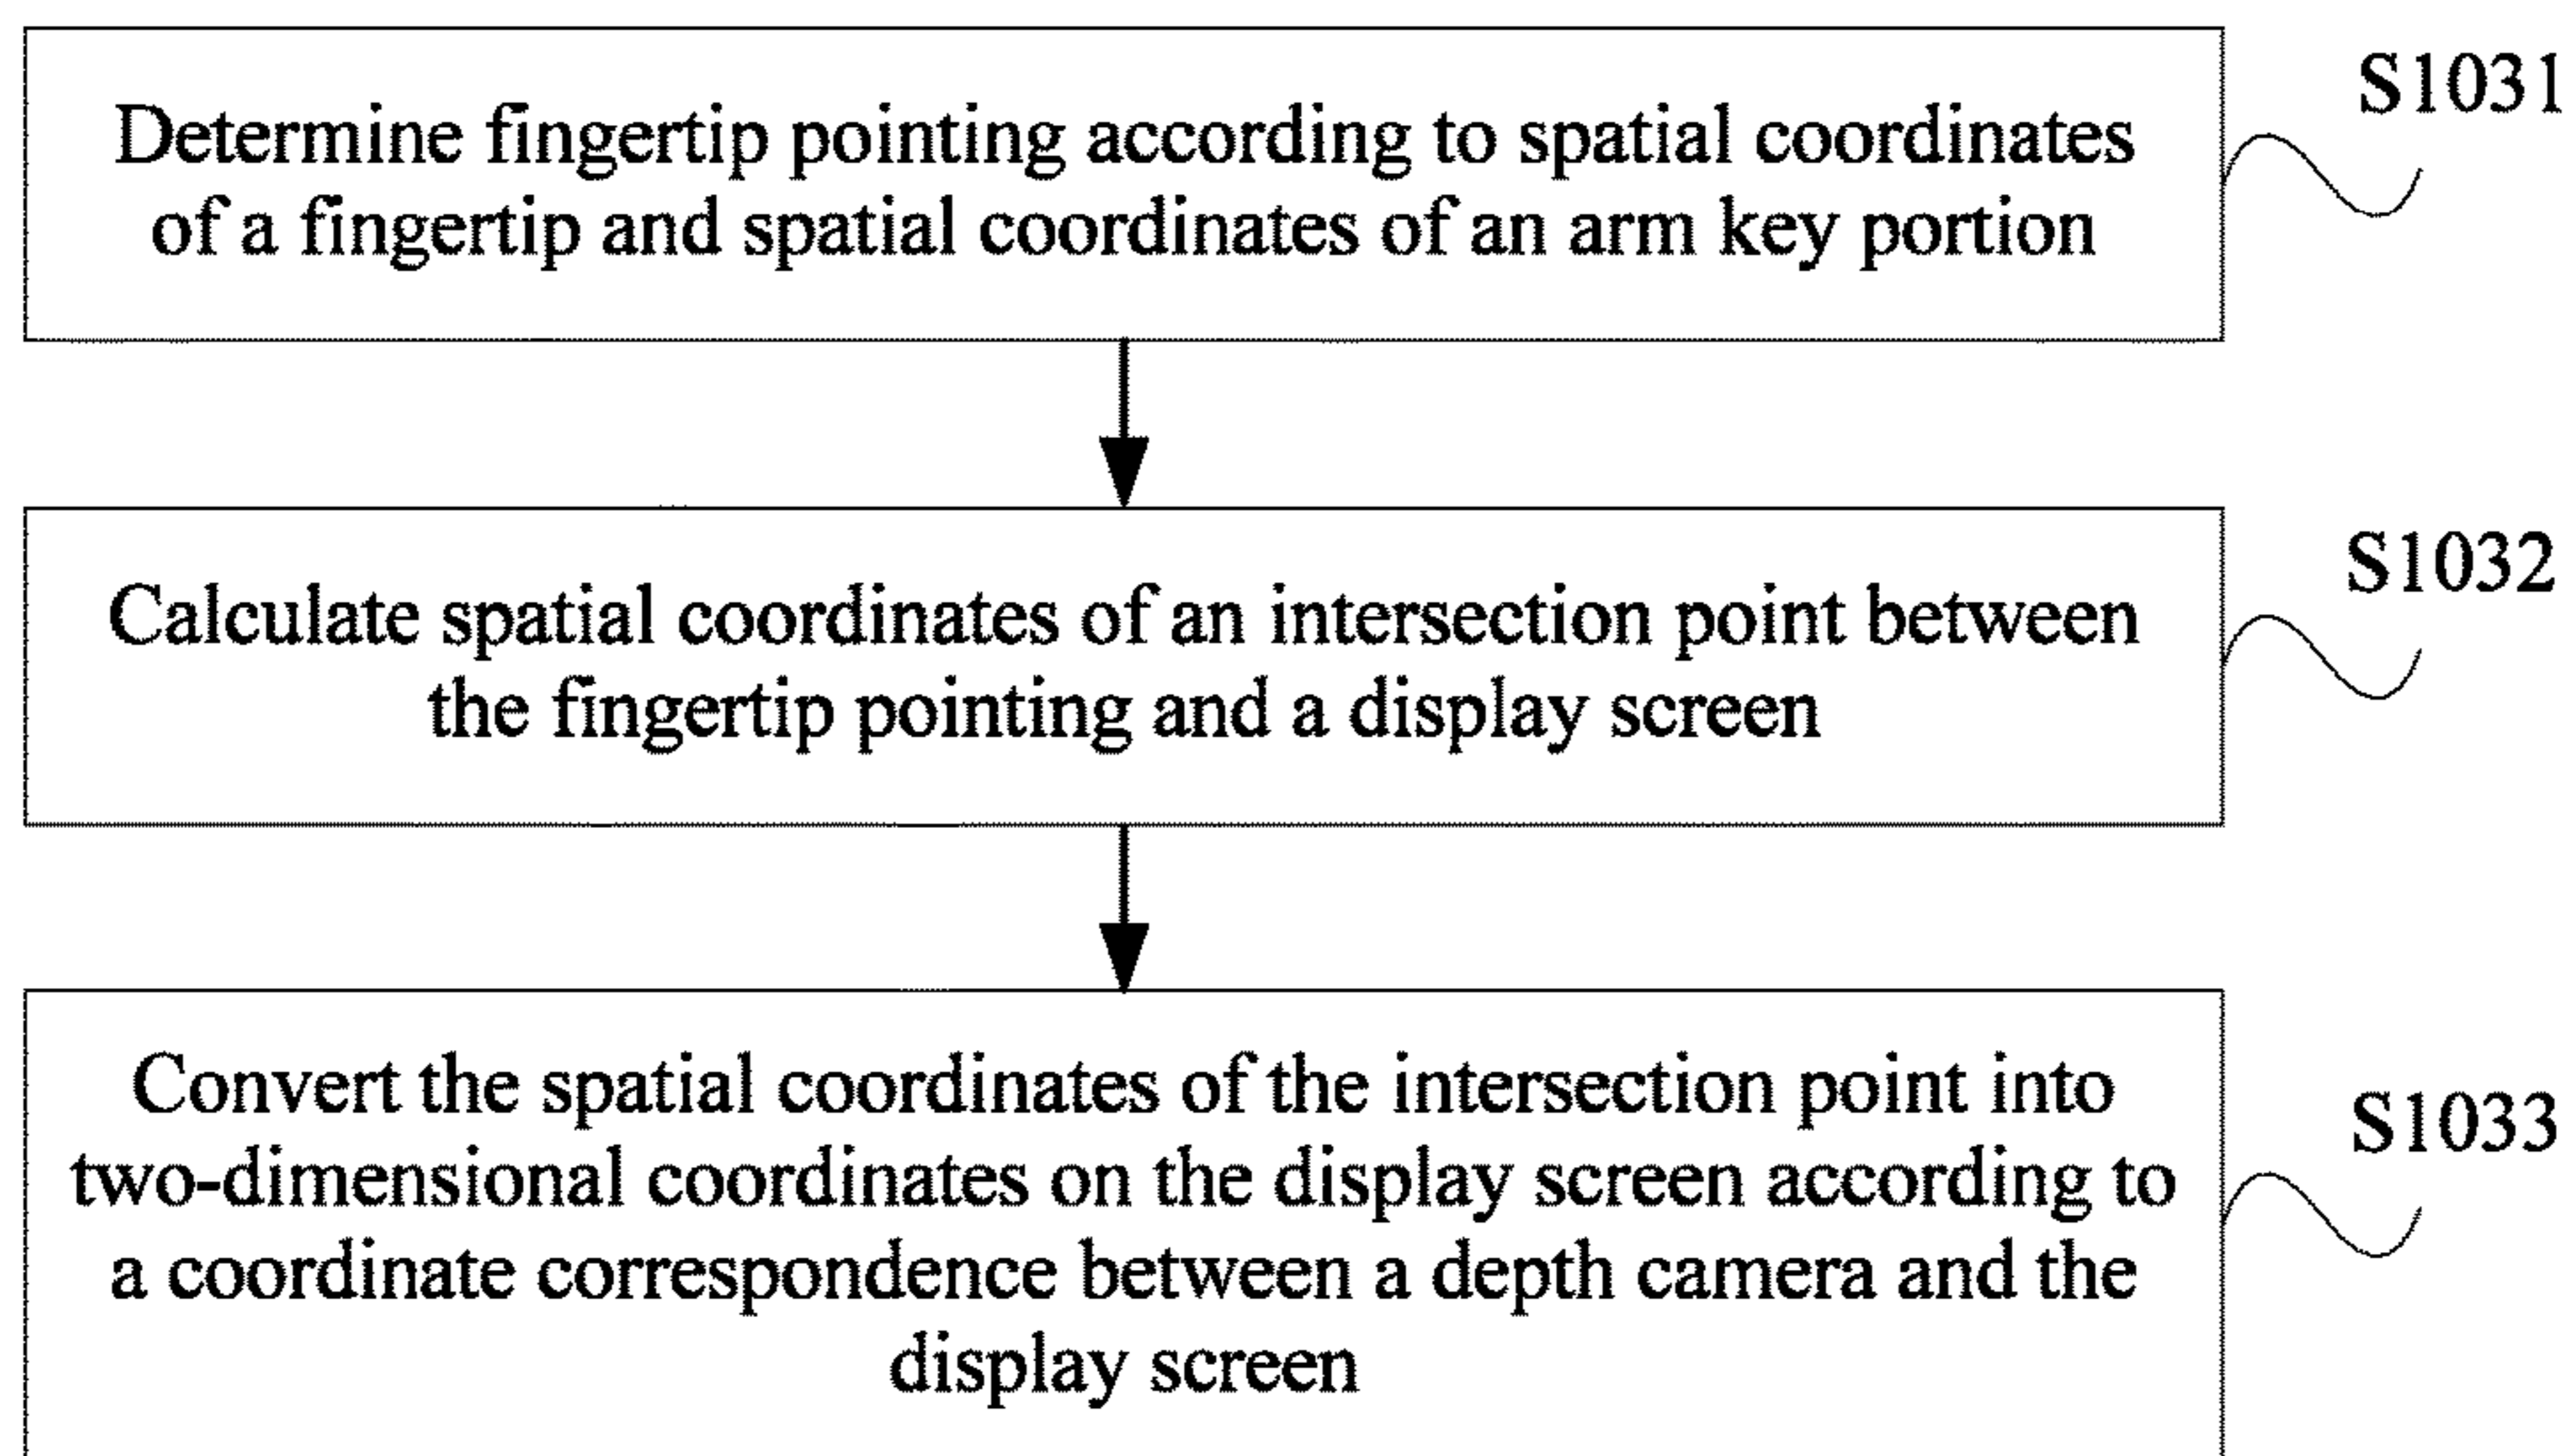 Determine fingertip pointing according to spatial coordinates
of a fingertip and spatial coordinates of an arm key portion
S1031
Calculate spatial coordinates of an intersection point between
the fingertip pointing and a display screen
S1032
Convert the spatial coordinates of the intersection point into
two-dimensional coordinates on the display screen according to
a coordinate correspondence between a depth camera and the
display screen
S1033